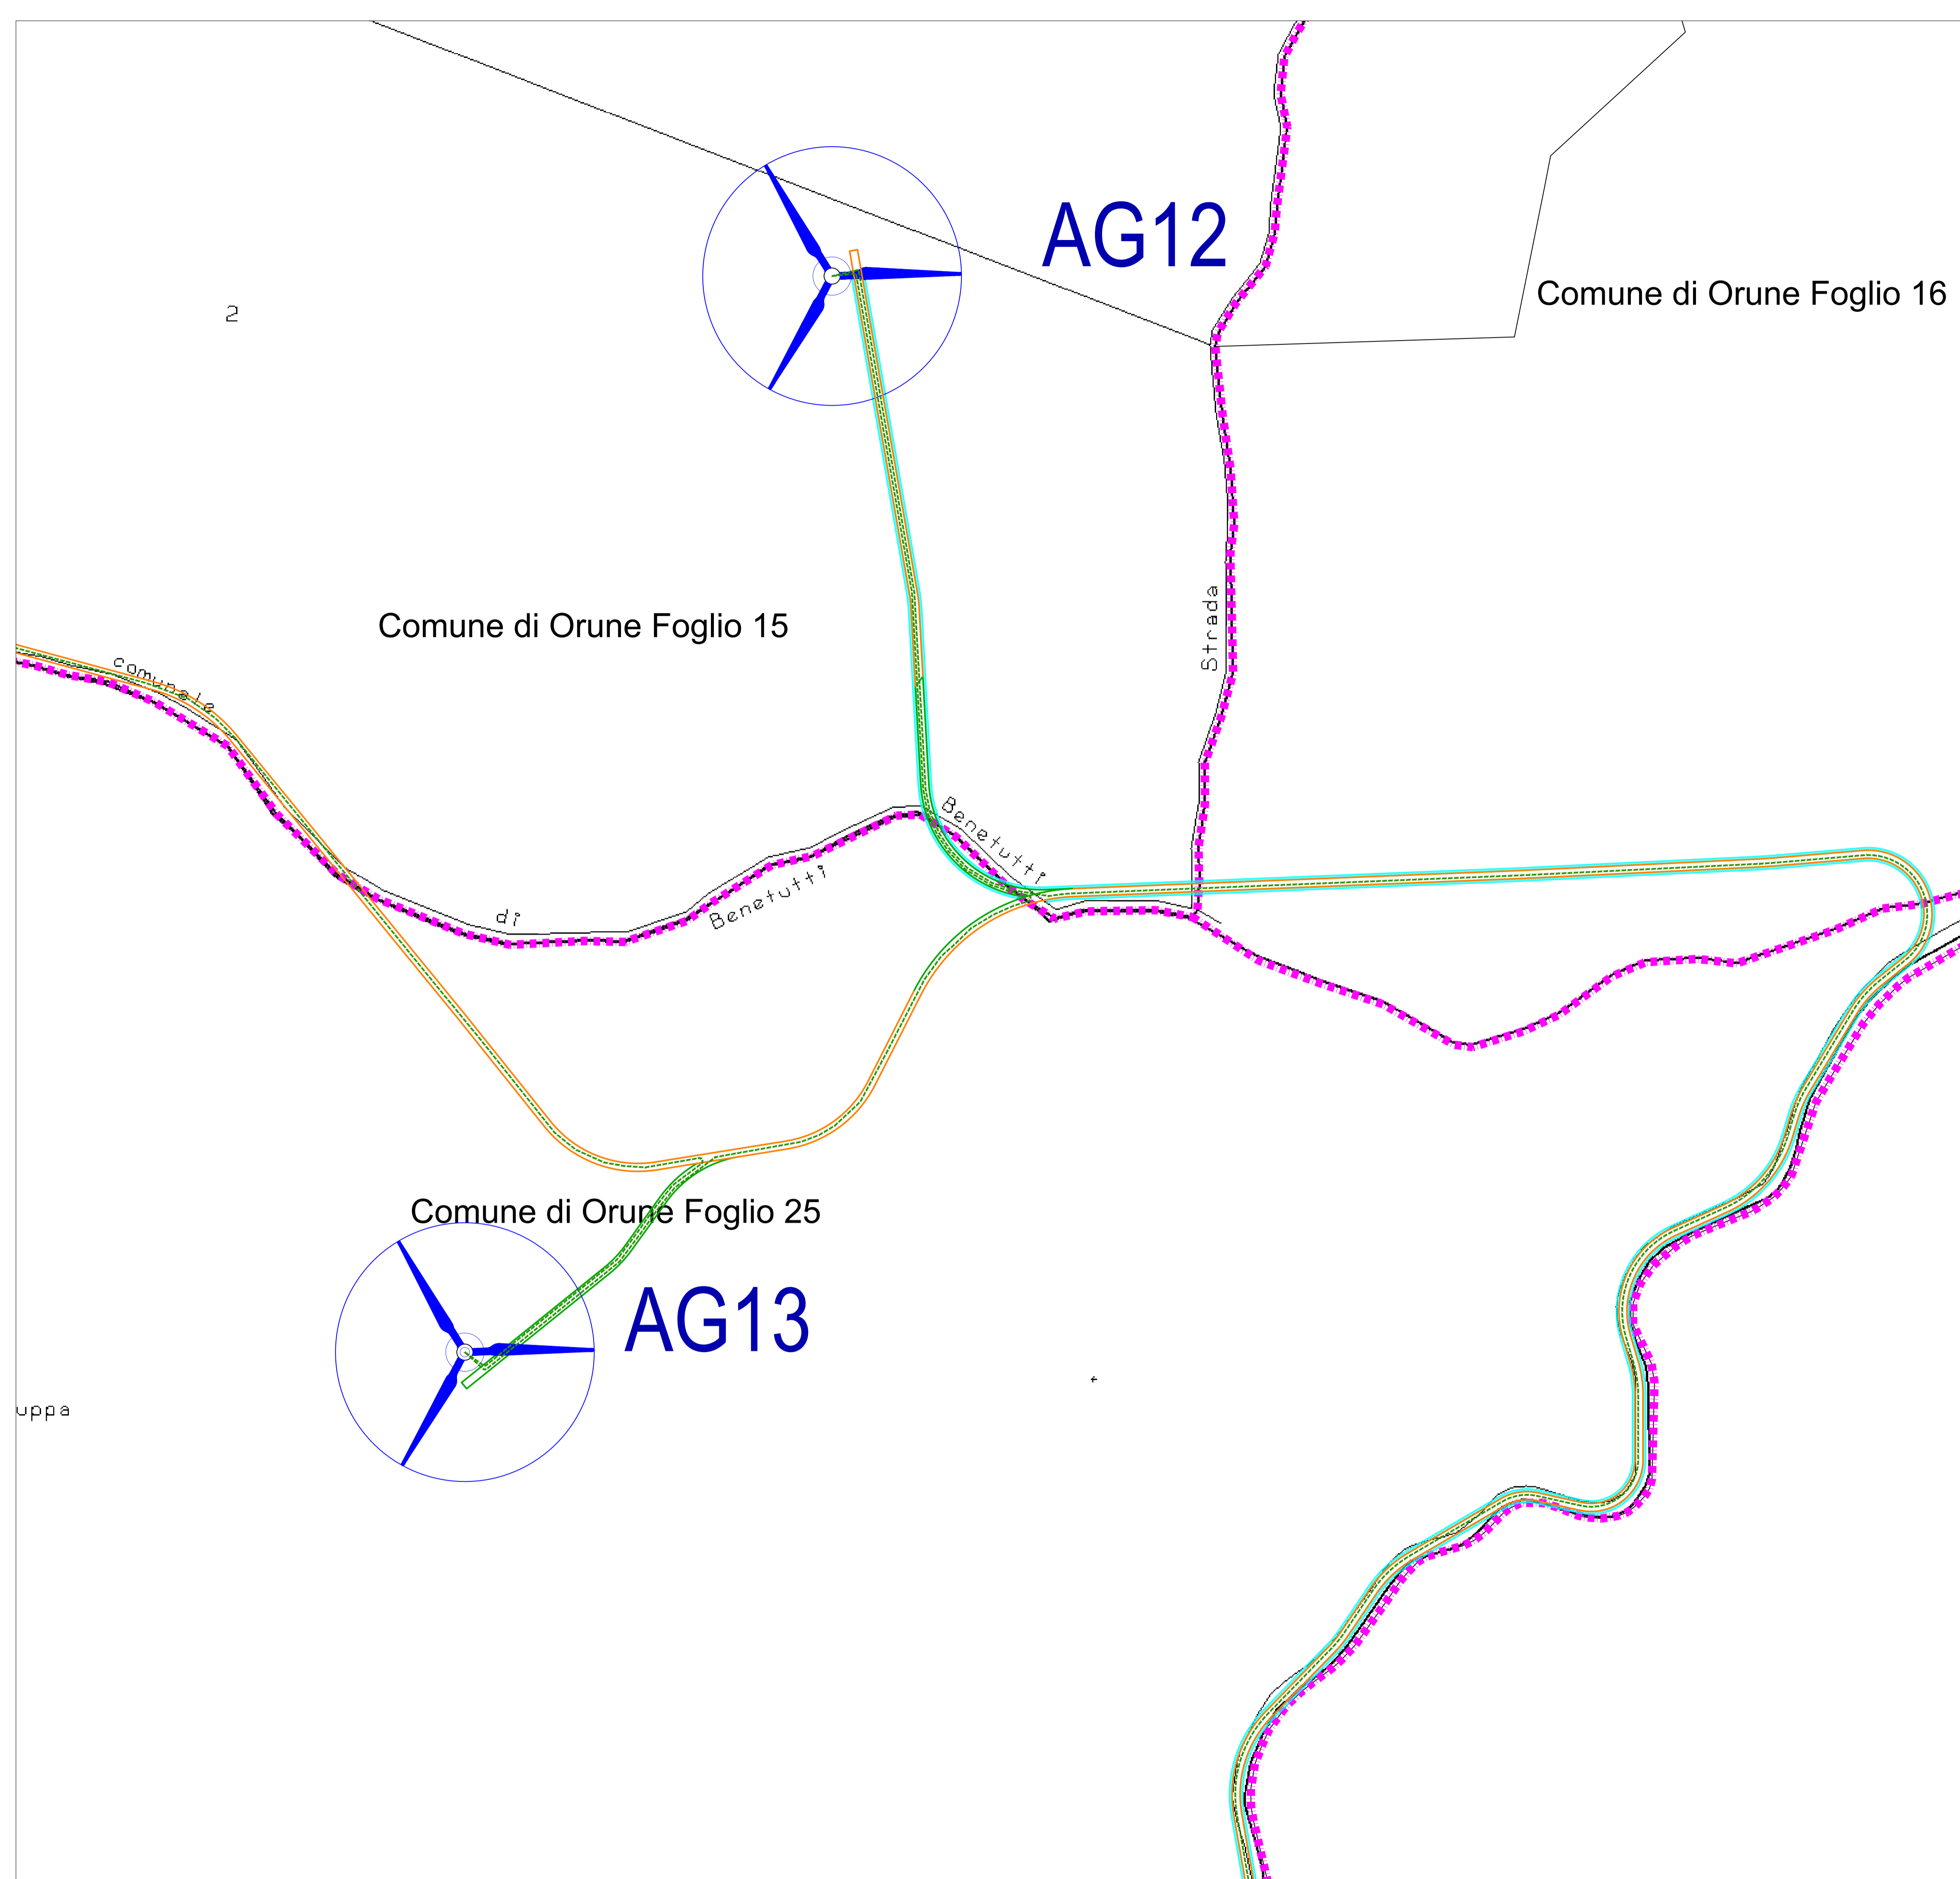 AG12
Comune di Orune Foglio 16
2
Strada
Comune di Orune Foglio 15
comunale
Benetutti
Benetutti
di
Comune di Orune Foglio 25
AG13
uppa